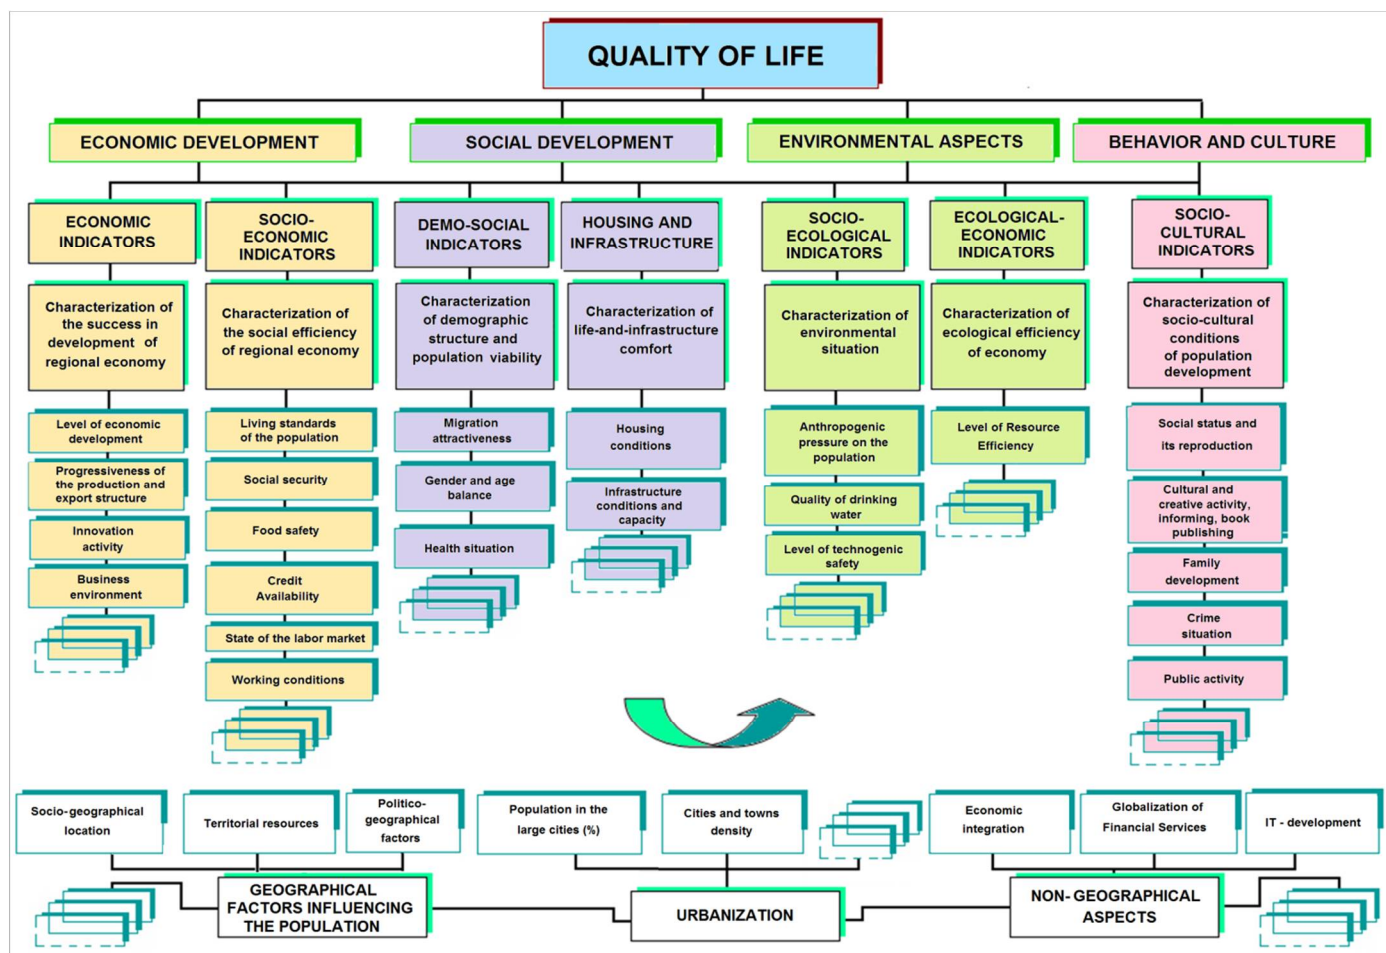 QUALITY OF LIFE
ECONOMIC DEVELOPMENT
SOCIAL DEVELOPMENT
ENVIRONMENTAL ASPECTS
BEHAVIOR AND CULTURE
ECONOMIC
INDICATORS
SOCIO-
ECONOMIC
INDICATORS
DEMO-SOCIAL
INDICATORS
HOUSING AND
INFRASTRUCTURE
SOCIO-
ECOLOGICAL
INDICATORS
ECOLOGICAL-
ECONOMIC
INDICATORS
SOCIO-
CULTURAL
INDICATORS
Characterization of
the success in
development of
regional economy
Characterization of
the social efficiency
of regional economy
Characterization
of demographic
structure and
population viability
Characterization of
life-and-infrastructure
comfort
Characterization of
environmental
situation
Characterization of
ecological efficiency
of economy
Characterization of
socio-cultural
conditions
of population
development
Level of economic
development
Progressiveness of
the production and
export structure
Innovation
activity
Business
environment
Living standards
of the population
Social security
Food safety
Credit
Availability
State of the labor market
Working conditions
Migration
attractiveness
Gender and age
balance
Health situation
Housing
conditions
Infrastructure
conditions and
capacity
Anthropogenic
pressure on the
population
Quality of drinking
water
Level of technogenic
safety
Level of Resource
Efficiency
Social status and
its reproduction
Cultural and
creative activity,
informing, book
publishing
Family
development
Crime
situation
Public activity
Socio-geographical
location
Territorial resources
Politico-
geographical
factors
Population in the
large cities (%)
Cities and towns
density
Economic
integration
Globalization of
Financial Services
IT - development
GEOGRAPHICAL
FACTORS INFLUENCING
THE POPULATION
URBANIZATION
NON- GEOGRAPHICAL
ASPECTS